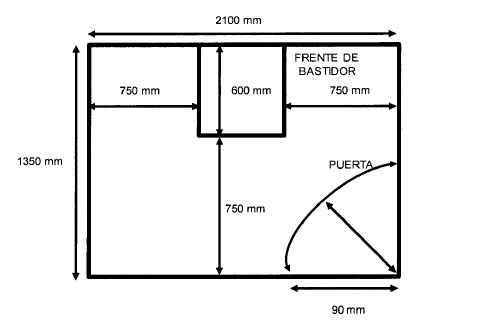 2100 mm
FRENTE DE
BASTIDOR
750 mm
600 mm
750 mm
1350 mm
PUERTA
750 mm
90 mm